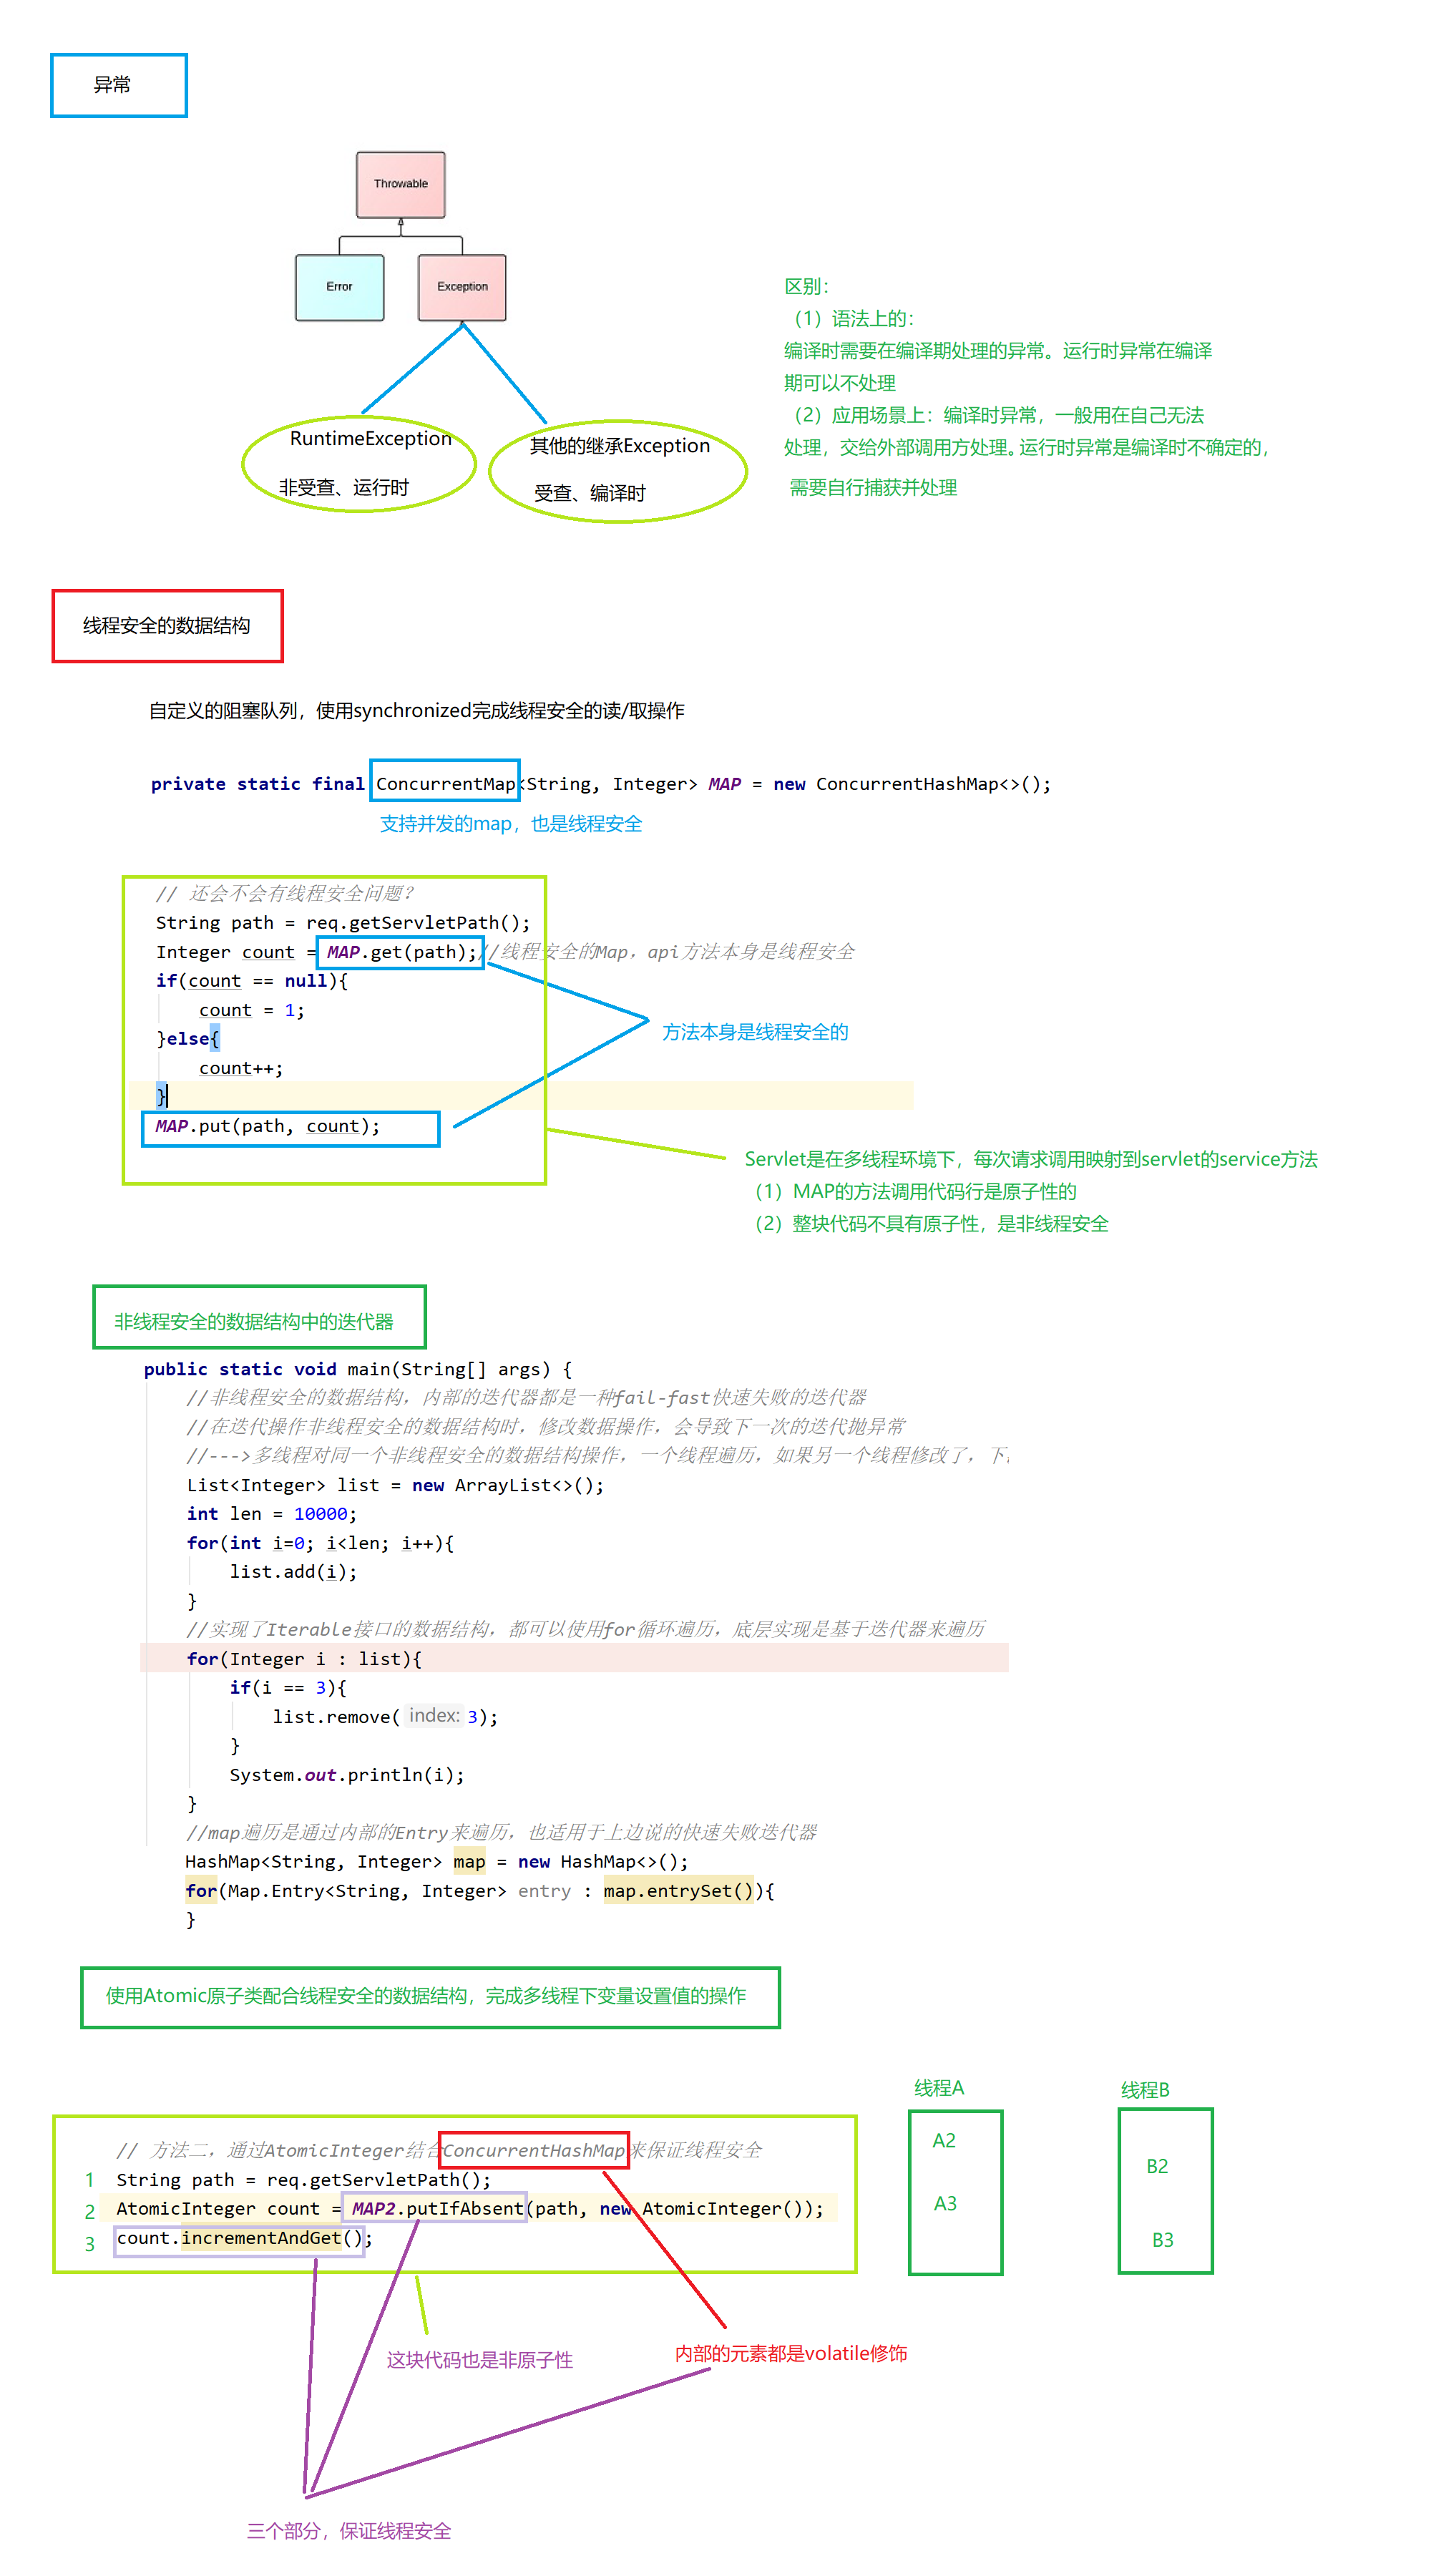 异常
Throwable
Error
Exception
RuntimeException
非受查、运行时
其他的继承Exception
受查、编译时
区别：
（1）语法上的：
编译时需要在编译期处理的异常。运行时异常在编译
期可以不处理
（2）应用场景上：编译时异常，一般用在自己无法
处理，交给外部调用方处理。运行时异常是编译时不确定的，
需要自行捕获并处理
线程安全的数据结构
自定义的阻塞队列，使用synchronized完成线程安全的读/取操作
private static final ConcurrentMap<String, Integer> MAP = new ConcurrentHashMap<>();
支持并发的map，也是线程安全
// 还会不会有线程安全问题？
String path = req.getServletPath();
Integer count = MAP.get(path);//线程安全的Map，api方法本身是线程安全
if(count == null){
count = 1;
}else{
count++;
}
MAP.put(path, count);
方法本身是线程安全的
Servlet是在多线程环境下，每次请求调用映射到servlet的service方法
（1）MAP的方法调用代码行是原子性的
（2）整块代码不具有原子性，是非线程安全
非线程安全的数据结构中的迭代器
public static void main(String[] args) {
//非线程安全的数据结构，内部的迭代器都是一种fail-fast快速失败的迭代器
//在迭代操作非线程安全的数据结构时，修改数据操作，会导致下一次的迭代抛异常
//--->多线程对同一个非线程安全的数据结构操作，一个线程遍历，如果另一个线程修改了，下
List<Integer> list = new ArrayList<>();
int len = 10000;
for(int i=0; i<len; i++){
list.add(i);
}
//实现了Iterable接口的数据结构，都可以使用for循环遍历，底层实现是基于迭代器来遍历
for(Integer i : list){
if(i == 3){
list.remove( index: 3);
}
System.out.println(i);
}
//map遍历是通过内部的Entry来遍历，也适用于上边说的快速失败迭代器
HashMap<String, Integer> map = new HashMap<>();
for(Map.Entry<String, Integer> entry : map.entrySet()){
}
使用Atomic原子类配合线程安全的数据结构，完成多线程下变量设置值的操作
// 方法二，通过AtomicInteger结合ConcurrentHashMap来保证线程安全
1 String path = req.getServletPath();
2 AtomicInteger count = MAP2.putIfAbsent(path, new AtomicInteger());
3 count.incrementAndGet();
线程A
A2
A3
线程B
B2
B3
这块代码也是非原子性
内部的元素都是volatile修饰
三个部分，保证线程安全